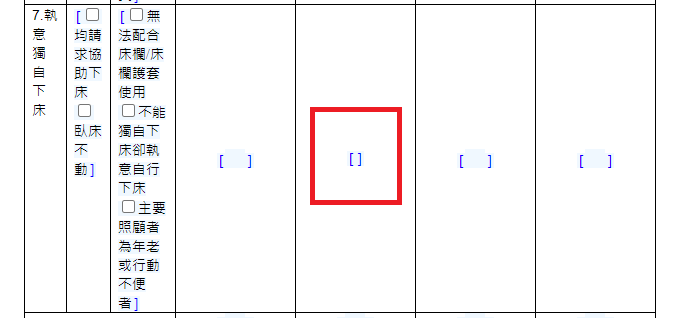 7.執
意
獨
自
下
床
[□
均請
求協
助下
床
□
臥床
不
動]
[□無
法配合
床欄/床
欄護套
使用
□不能
獨自下
床卻執
意自行
下床
□主要
照顧者
為年老
或行動
不便
者]
[ ]
[ ]
[ ]
[ ]